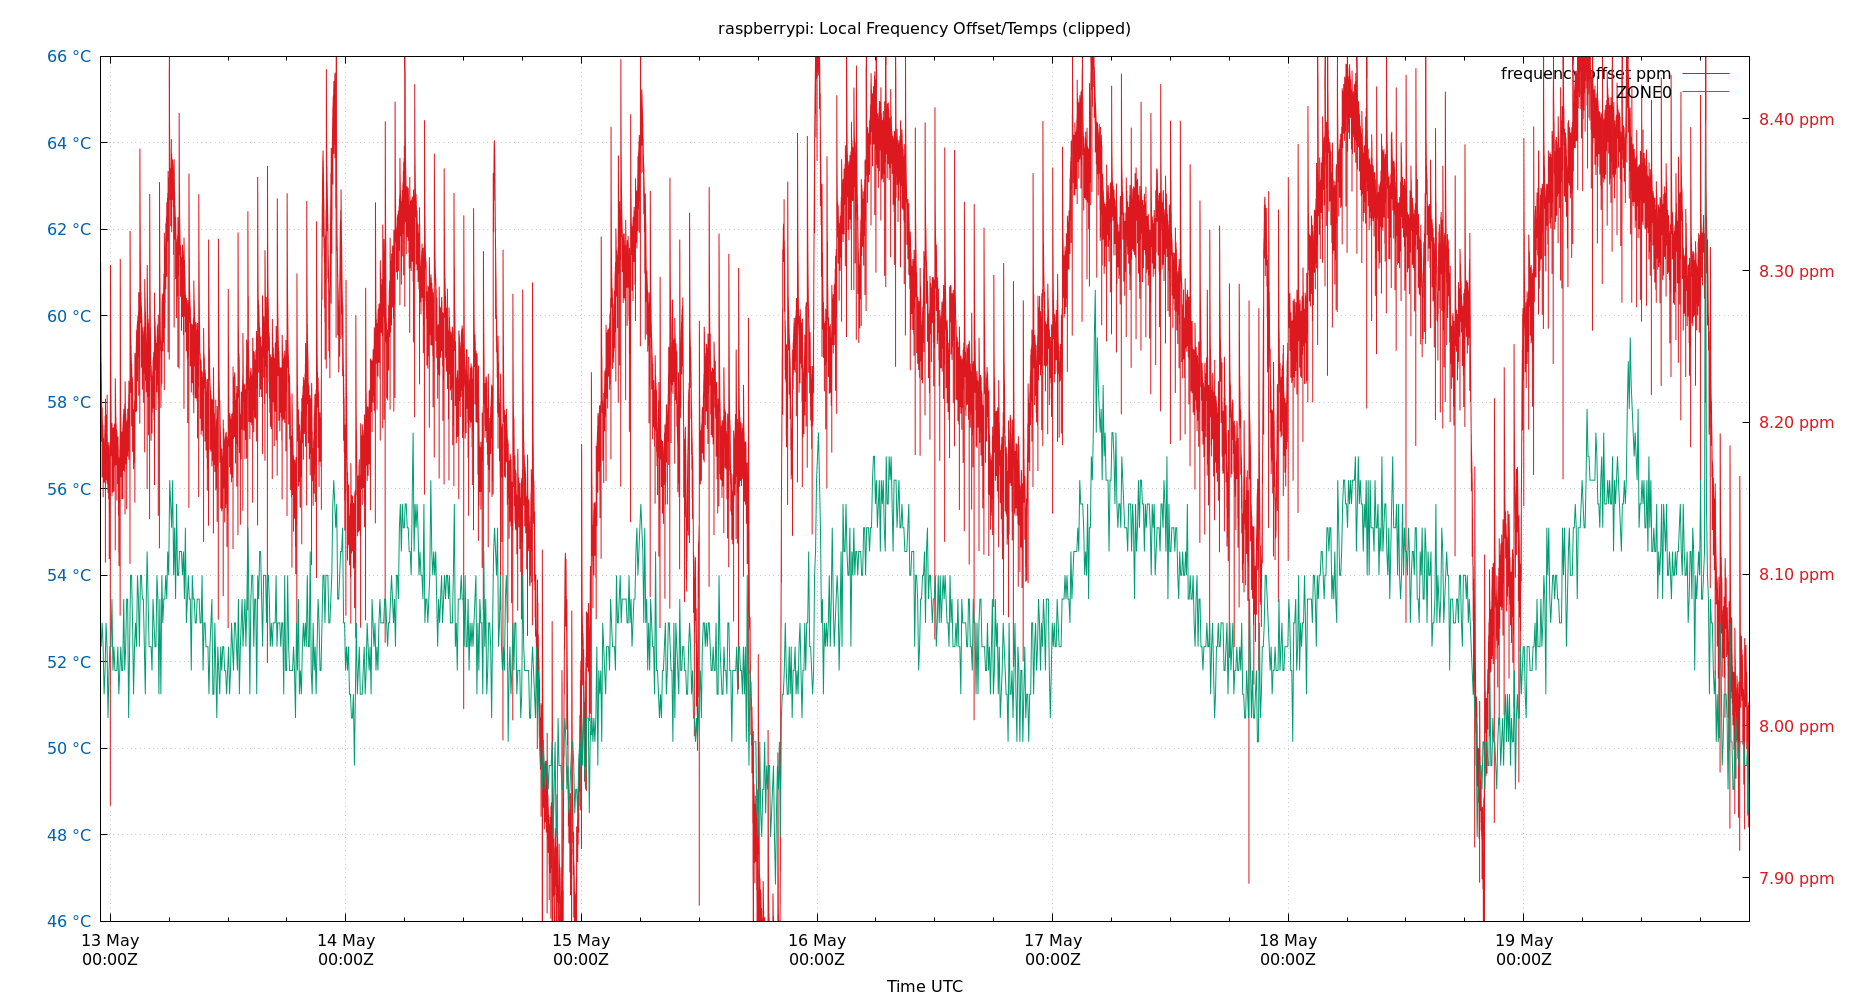 raspberrypi: Local Frequency Offset/Temps (clipped)
66 °C
64 °C
62 °C
60 °C
58 °C
56 °C
54 °C
52 °C
50 °C
48 °C
46 °C
frequency offset ppm
ZONE0
8.40 ppm
8.30 ppm
8.20 ppm
8.10 ppm
8.00 ppm
7.90 ppm
13 May 14 May 15 May 16 May 17 May 18 May 19 May
00:00Z 00:00Z 00:00Z 00:00Z 00:00Z 00:00Z 00:00Z
Time UTC